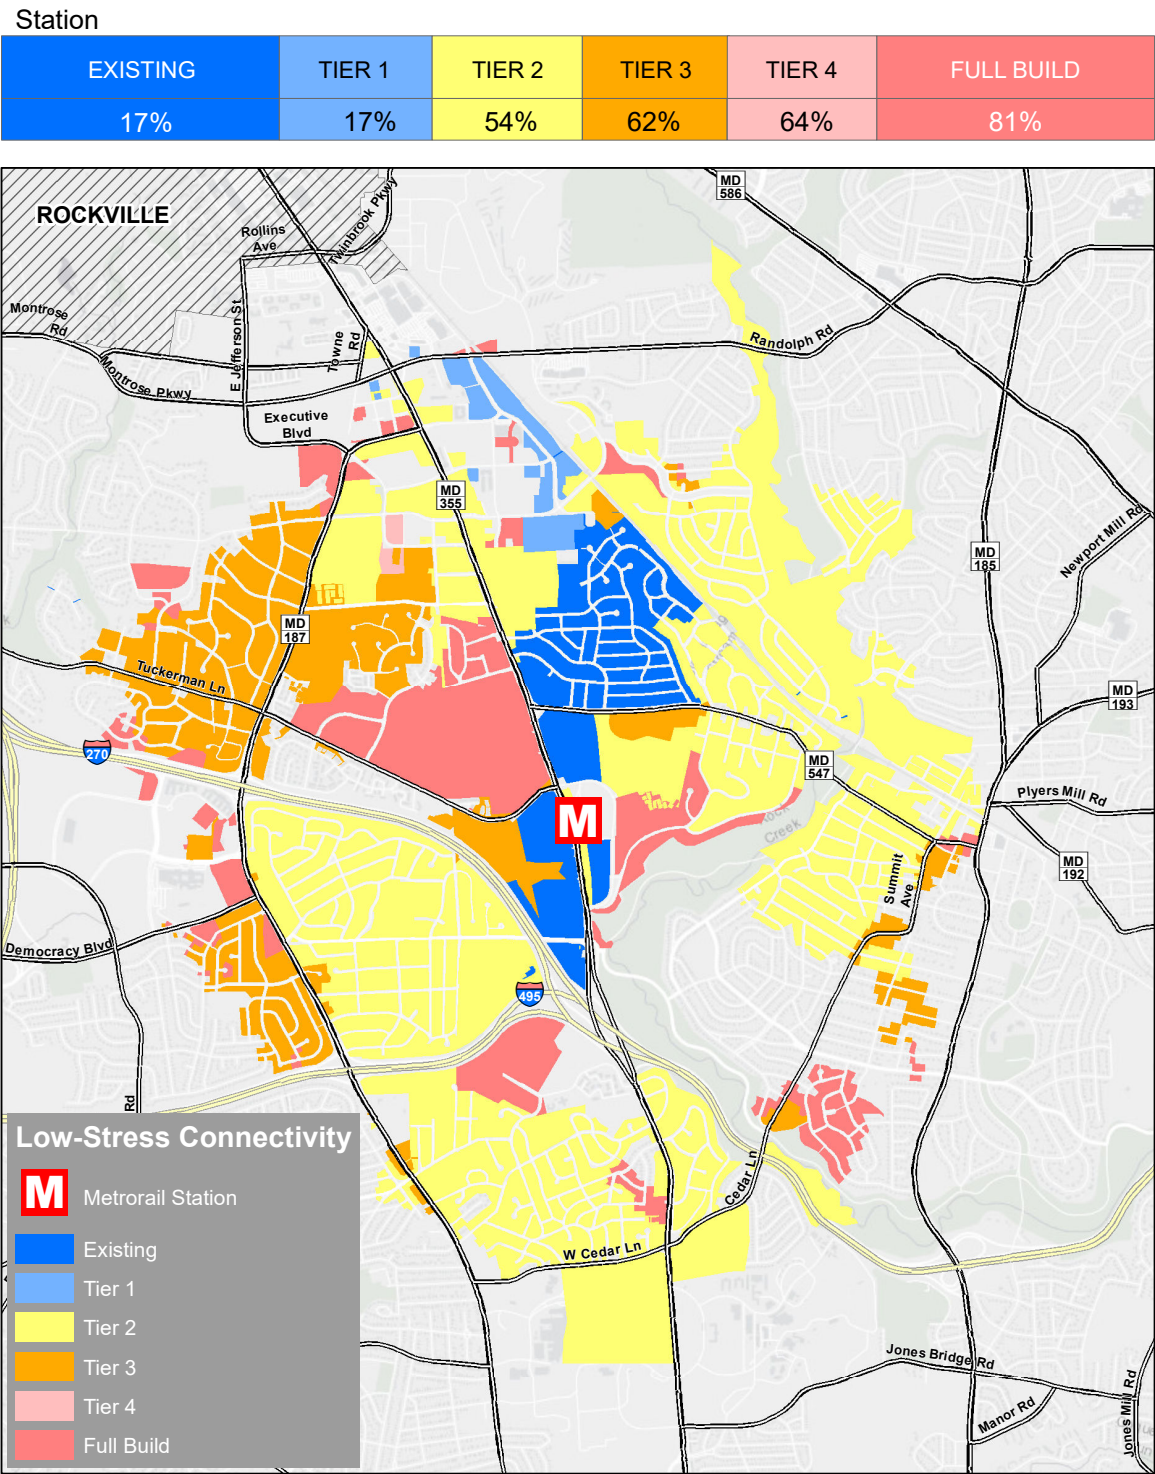 Station
EXISTING TIER 1 TIER 2 TIER 3 TIER 4 FULL BUILD
17% 17% 54% 62% 64% 81%
ROCKVILLE
Rollins
Ave
Twinbrook Pkwy
MD
586
Montrose
Rd
E Jefferson St
Towne
Rd
Randolph Rd
Montrose Pkwy
Executive
Blvd
MD
355
Newport Mill Rd
MD
185
MD
187
Tuckerman Ln
MD
193
270
MD
547
Plyers Mill Rd
M
Creek
Summit
Ave
MD
192
Democracy Blvd
495
Rd
Cedar Ln
W Cedar Ln
Jones Bridge Rd
Manor Rd
Jones Mill Rd
Low-Stress Connectivity
M Metrorail Station
Existing
Tier 1
Tier 2
Tier 3
Tier 4
Full Build